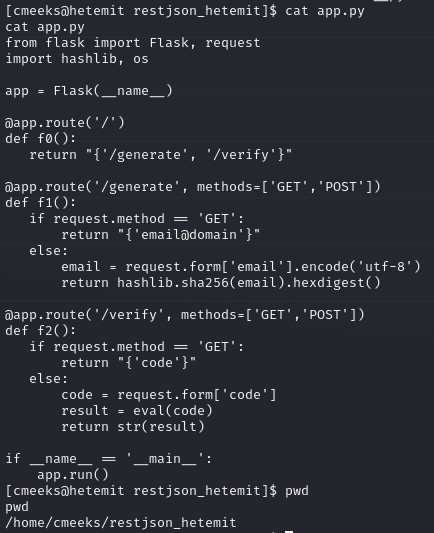 [cmeeks@hetemit restjson_hetemit]$ cat app.py
cat app.py
from flask import Flask, request
import hashlib, os

app = Flask(__name__)

@app.route('/')
def f0():
   return "{'/generate', '/verify'}"

@app.route('/generate', methods=['GET','POST'])
def f1():
   if request.method == 'GET':
       return "{'email@domain'}"
   else:
       email = request.form['email'].encode('utf-8')
       return hashlib.sha256(email).hexdigest()

@app.route('/verify', methods=['GET','POST'])
def f2():
   if request.method == 'GET':
       return "{'code'}"
   else:
       code = request.form['code']
       result = eval(code)
       return str(result)

if __name__ == '__main__':
    app.run()
[cmeeks@hetemit restjson_hetemit]$ pwd
pwd
/home/cmeeks/restjson_hetemit